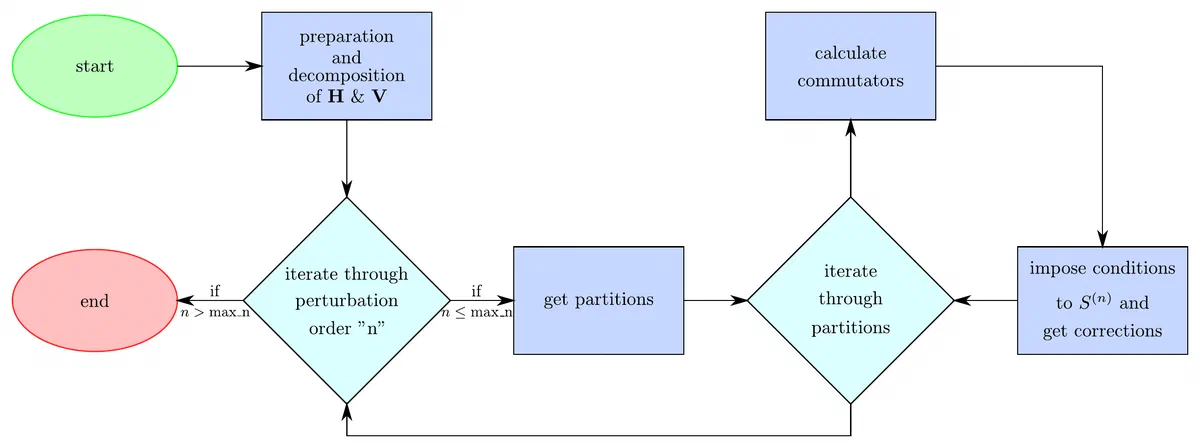 start
preparation
and
decomposition
of H & V
calculate
commutators
end
if
n > max_n
iterate through
perturbation
order "n"
if
n ≤ max_n
get partitions
iterate
through
partitions
impose conditions
to S⁽ⁿ⁾ and
get corrections